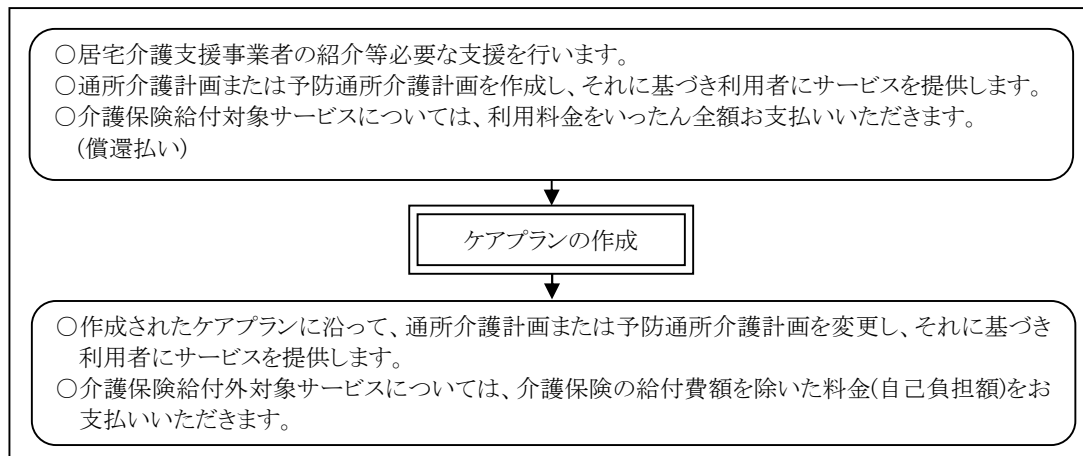 ○居宅介護支援事業者の紹介等必要な支援を行います。
○通所介護計画または予防通所介護計画を作成し、それに基づき利用者にサービスを提供します。
○介護保険給付対象サービスについては、利用料金をいったん全額お支払いいただきます。
(償還払い)
ケアプランの作成
○作成されたケアプランに沿って、通所介護計画または予防通所介護計画を変更し、それに基づき
利用者にサービスを提供します。
○介護保険給付外対象サービスについては、介護保険の給付費額を除いた料金(自己負担額)をお
支払いいただきます。